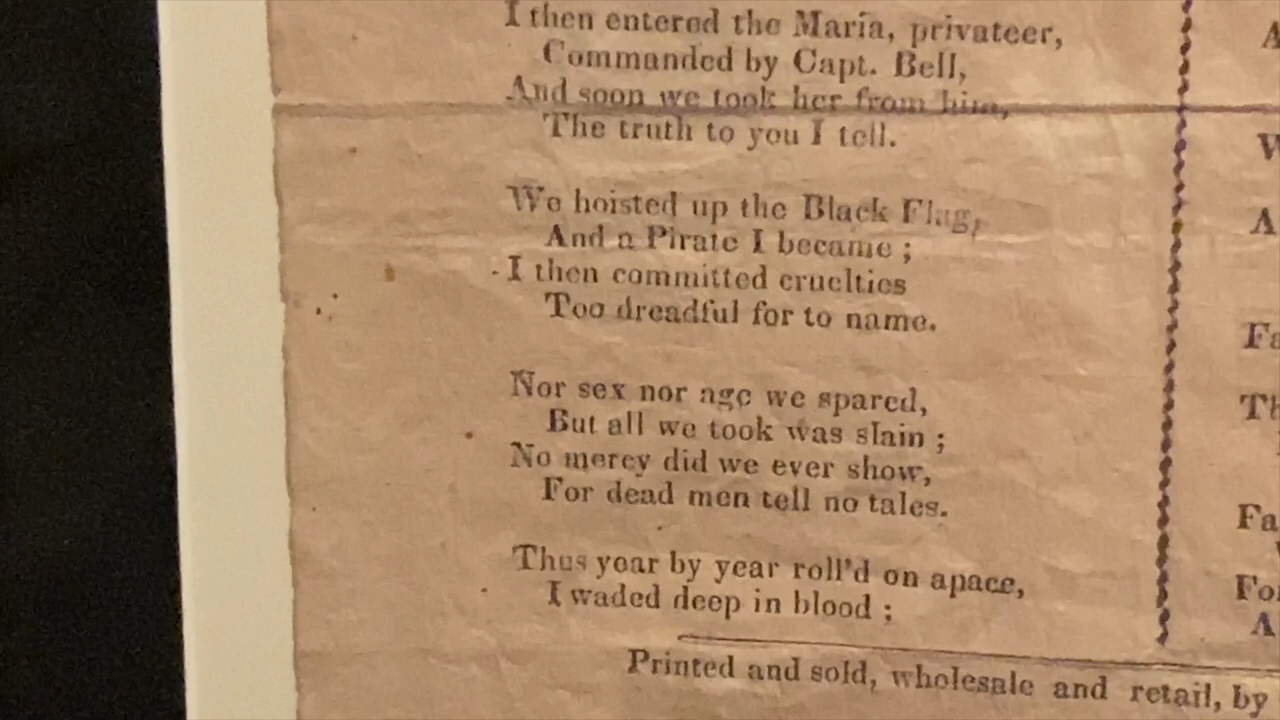 I then entered the Maria, privateer,
Commanded by Capt. Bell,
And soon we took her from him,
The truth to you I tell.
We hoisted up the Black Flag,
And a Pirate I became ;
I then committed cruelties
Too dreadful for to name.
Nor sex nor age we spared,
But all we took was slain ;
No mercy did we ever show,
For dead men tell no tales.
Thus year by year roll'd on apace,
I waded deep in blood ;
Printed and sold, wholesale and retail, by